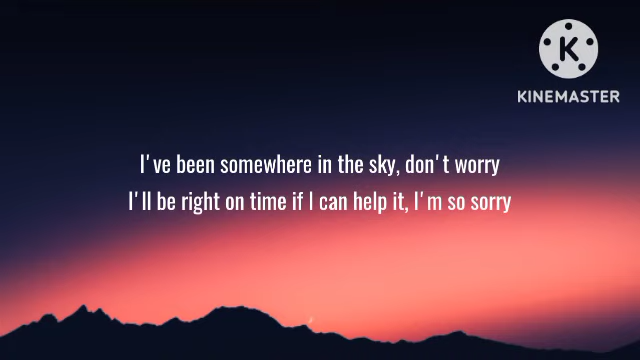 KINEMASTER
I've been somewhere in the sky, don't worry
I'll be right on time if I can help it, I'm so sorry